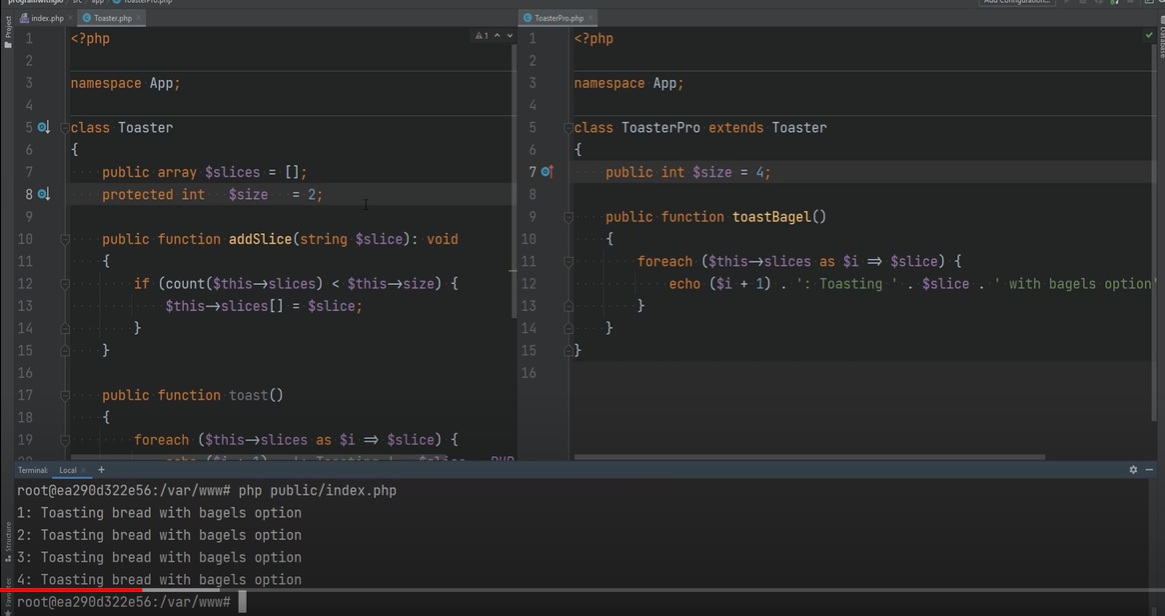 src
app
ToasterPro.php
Add Configuration...
index.php
Toaster.php
ToasterPro.php
Project
Database
1
1 <?php
2
3 namespace App;
4
5 class Toaster
6 {
7 public array $slices = [];
8 protected int $size = 2;
9
10 public function addSlice(string $slice): void
11 {
12 if (count($this->slices) < $this->size) {
13 $this->slices[] = $slice;
14 }
15 }
16
17 public function toast()
18 {
19 foreach ($this->slices as $i => $slice) {
1 <?php
2
3 namespace App;
4
5 class ToasterPro extends Toaster
6 {
7 public int $size = 4;
8
9 public function toastBagel()
10 {
11 foreach ($this->slices as $i => $slice) {
12 echo ($i + 1) . ': Toasting ' . $slice . ' with bagels option'
13 }
14 }
15 }
16
Terminal: Local +
Structure
root@ea290d322e56:/var/www# php public/index.php
1: Toasting bread with bagels option
2: Toasting bread with bagels option
3: Toasting bread with bagels option
4: Toasting bread with bagels option
root@ea290d322e56:/var/www#